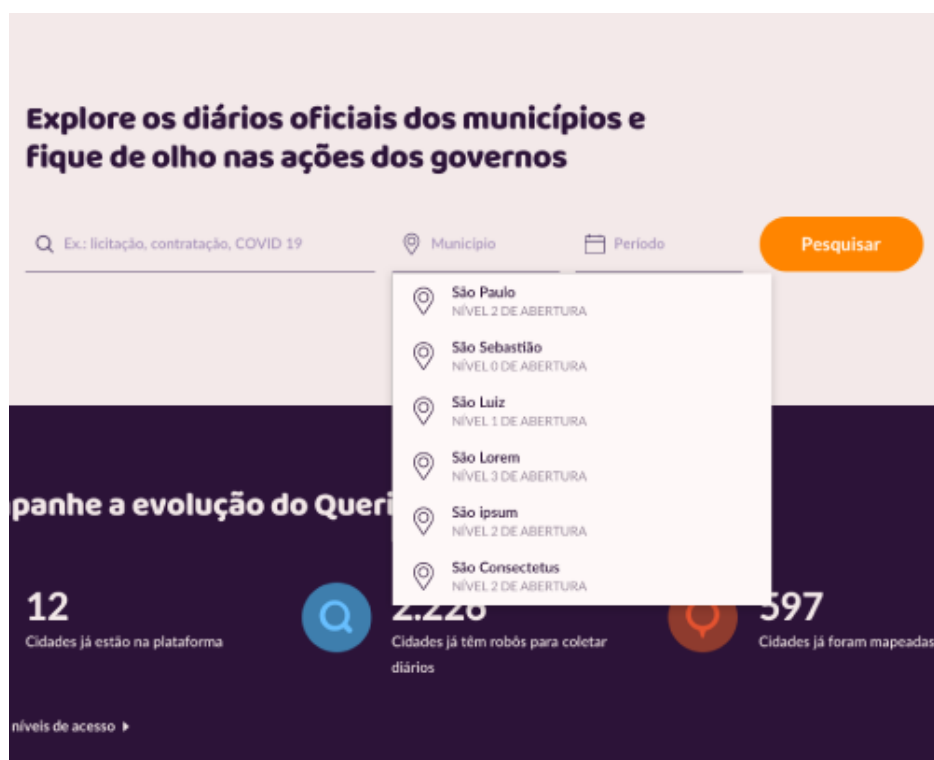 Explore os diários oficiais dos municípios e
fique de olho nas ações dos governos
Ex.: licitação, contratação, COVID 19
Município
Período
Pesquisar
São Paulo
NÍVEL 2 DE ABERTURA
São Sebastião
NÍVEL 0 DE ABERTURA
São Luiz
NÍVEL 1 DE ABERTURA
São Lorem
NÍVEL 3 DE ABERTURA
São ipsum
NÍVEL 2 DE ABERTURA
São Consectetus
NÍVEL 2 DE ABERTURA
panhe a evolução do Queri
12
Cidades já estão na plataforma
2.226
Cidades já têm robôs para coletar
diários
597
Cidades já foram mapeadas
níveis de acesso